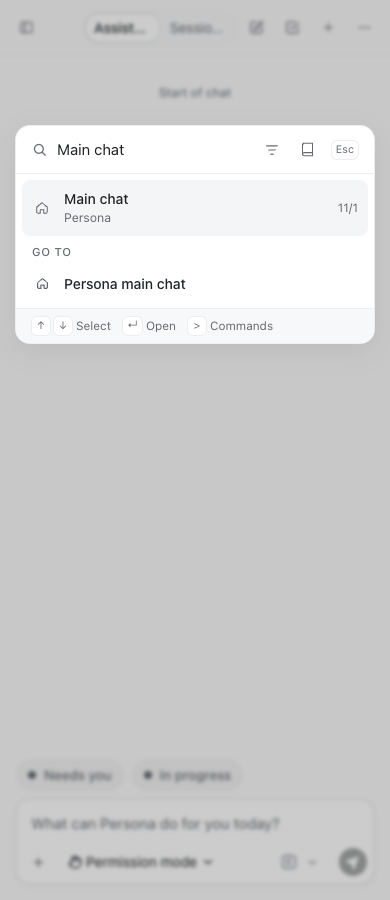 Assist... Sessio...
Start of chat
Main chat Esc
Main chat
Persona
11/1
GO TO
Persona main chat
Select Open > Commands
Needs you In progress
What can Persona do for you today?
Permission mode